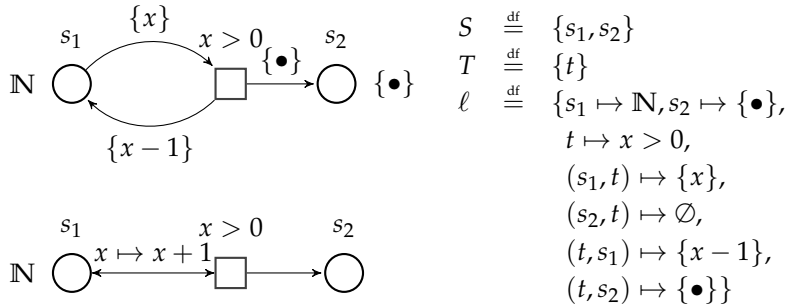 {x}
s₁ x > 0 s₂
{•}
ℕ {•}
{x − 1}
s₁ x > 0 s₂
x ↦ x + 1
ℕ
S ≝ {s₁, s₂}
T ≝ {t}
ℓ ≝ {s₁ ↦ ℕ, s₂ ↦ {•},
t ↦ x > 0,
(s₁, t) ↦ {x},
(s₂, t) ↦ ∅,
(t, s₁) ↦ {x − 1},
(t, s₂) ↦ {•}}